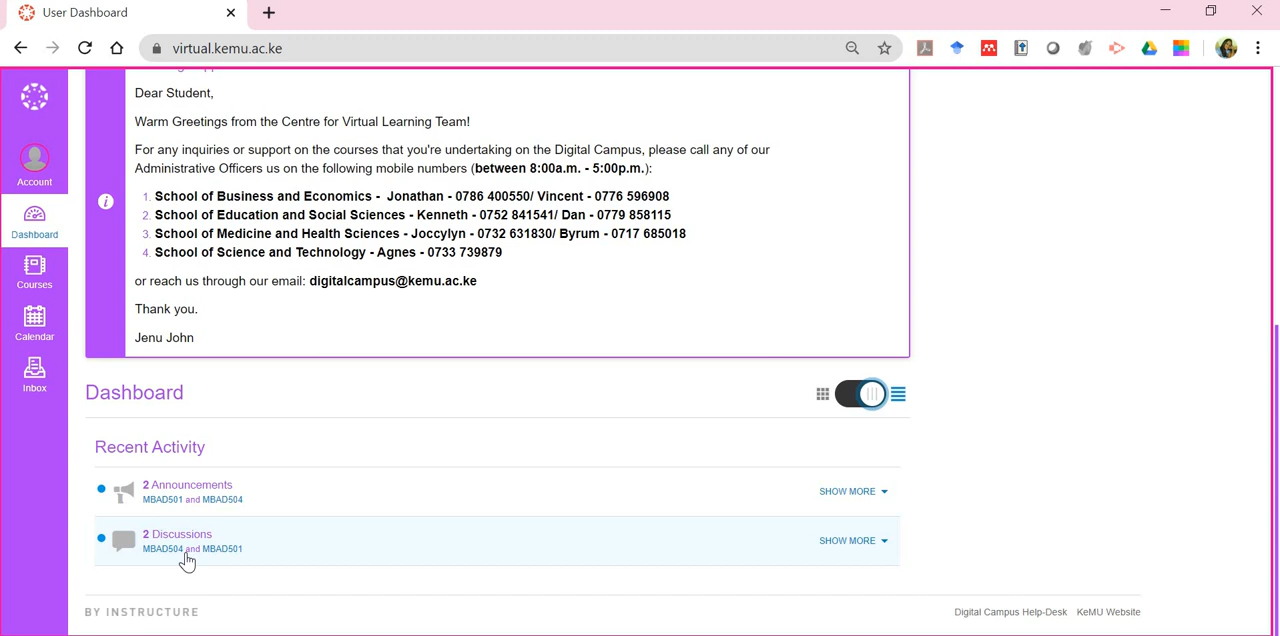 User Dashboard
virtual.kemu.ac.ke
Dear Student,
Warm Greetings from the Centre for Virtual Learning Team!
For any inquiries or support on the courses that you're undertaking on the Digital Campus, please call any of our
Administrative Officers us on the following mobile numbers (between 8:00a.m. - 5:00p.m.):
1. School of Business and Economics - Jonathan - 0786 400550/ Vincent - 0776 596908
2. School of Education and Social Sciences - Kenneth - 0752 841541/ Dan - 0779 858115
3. School of Medicine and Health Sciences - Joccylyn - 0732 631830/ Byrum - 0717 685018
4. School of Science and Technology - Agnes - 0733 739879
or reach us through our email: digitalcampus@kemu.ac.ke
Thank you.
Jenu John
Account
Dashboard
Courses
Calendar
Inbox
Dashboard
Recent Activity
2 Announcements
MBAD501 and MBAD504
SHOW MORE
2 Discussions
MBAD504 and MBAD501
SHOW MORE
BY INSTRUCTURE
Digital Campus Help-Desk KeMU Website